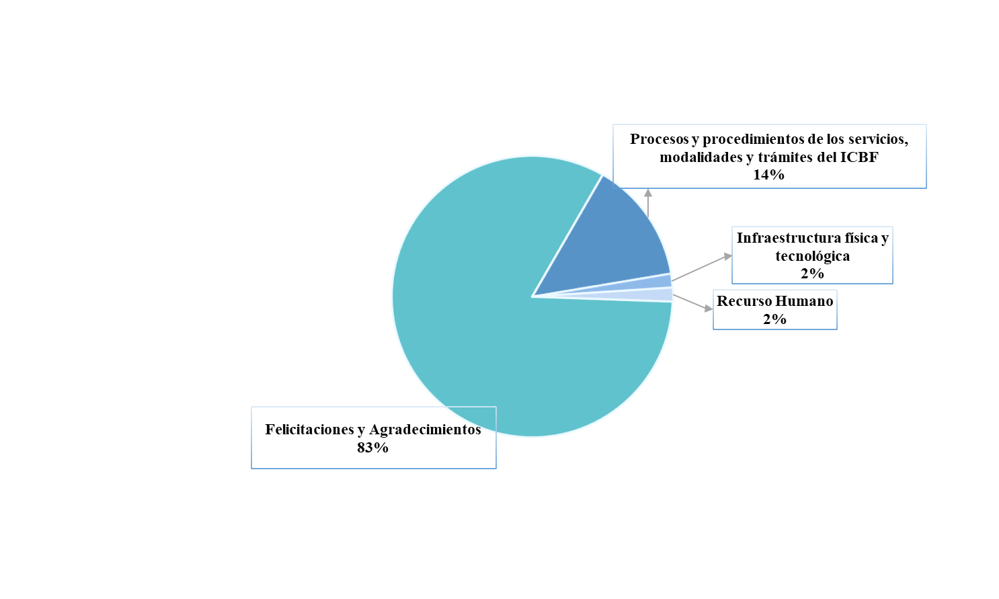 Procesos y procedimientos de los servicios,
modalidades y trámites del ICBF
14%
Infraestructura física y
tecnológica
2%
Recurso Humano
2%
Felicitaciones y Agradecimientos
83%